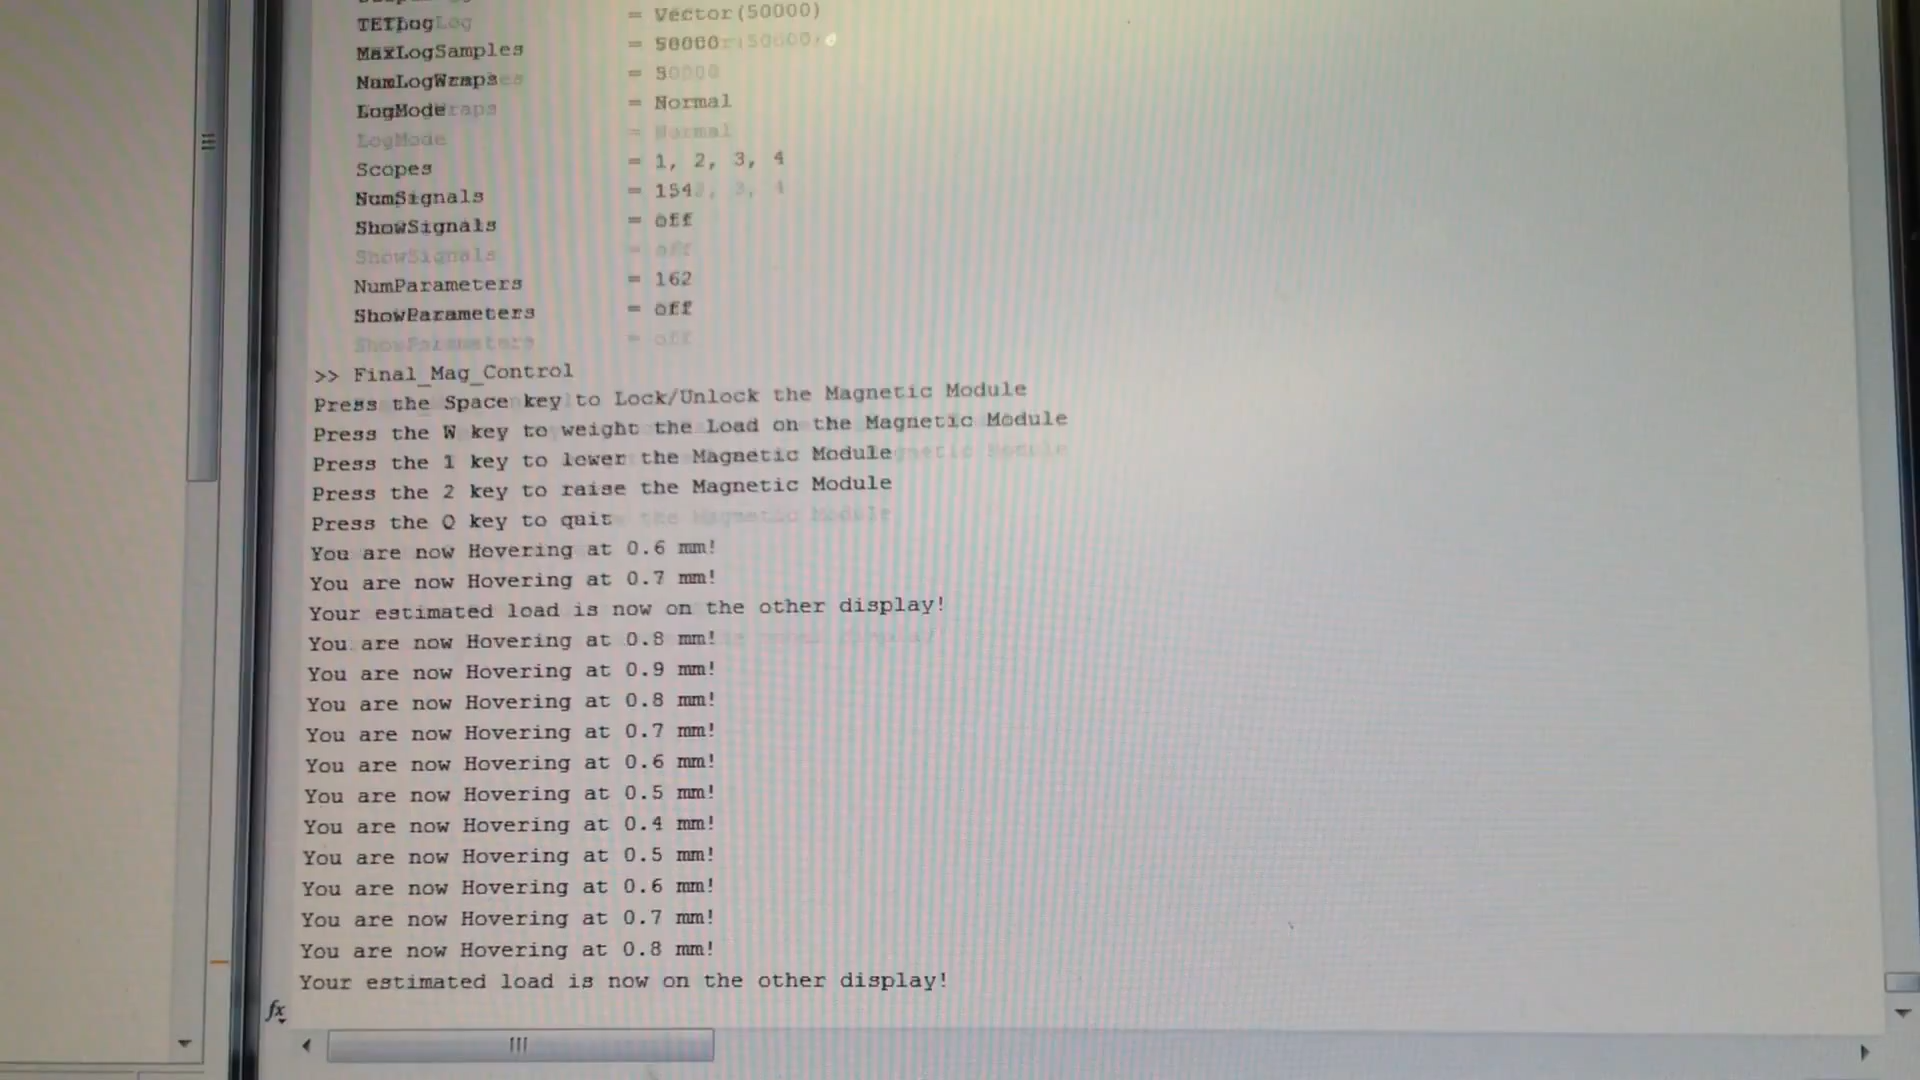 TETLog = Vector(50000)
MaxLogSamples = 50000
NumLogWraps = 3
LogMode = Normal
Scopes = 1, 2, 3, 4
NumSignals = 154
ShowSignals = off
NumParameters = 162
ShowParameters = off
>> Final_Mag_Control
Press the Space key to Lock/Unlock the Magnetic Module
Press the W key to weight the Load on the Magnetic Module
Press the 1 key to lower the Magnetic Module
Press the 2 key to raise the Magnetic Module
Press the Q key to quit
You are now Hovering at 0.6 mm!
You are now Hovering at 0.7 mm!
Your estimated load is now on the other display!
You are now Hovering at 0.8 mm!
You are now Hovering at 0.9 mm!
You are now Hovering at 0.8 mm!
You are now Hovering at 0.7 mm!
You are now Hovering at 0.6 mm!
You are now Hovering at 0.5 mm!
You are now Hovering at 0.4 mm!
You are now Hovering at 0.5 mm!
You are now Hovering at 0.6 mm!
You are now Hovering at 0.7 mm!
You are now Hovering at 0.8 mm!
Your estimated load is now on the other display!
fx